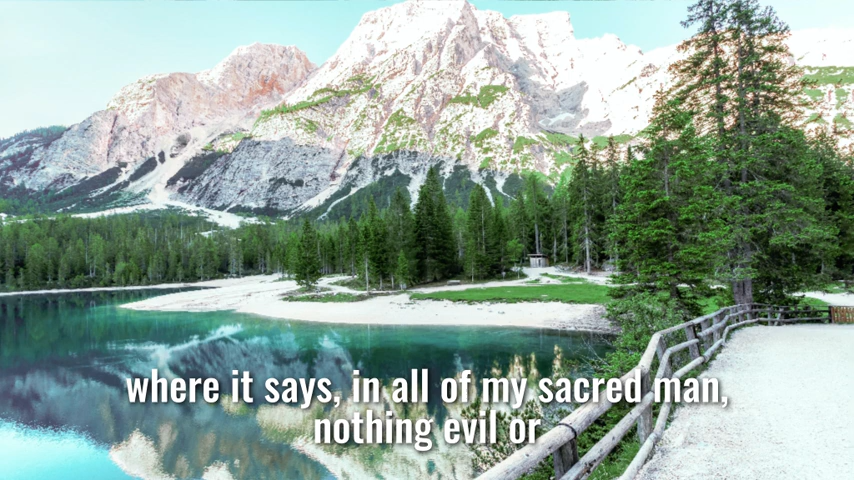 where it says, in all of my sacred man,
nothing evil or